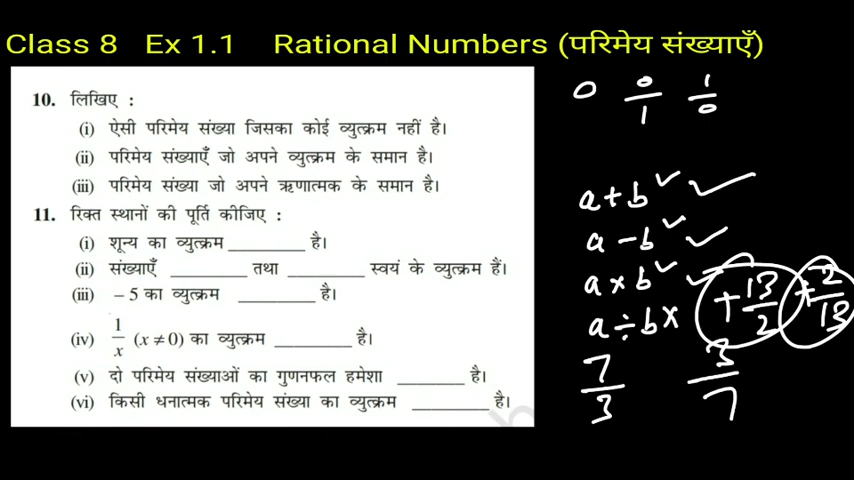 Class 8 Ex 1.1 Rational Numbers (परिमेय संख्याएँ)
10. लिखिए :
(i) ऐसी परिमेय संख्या जिसका कोई व्युत्क्रम नहीं है।
(ii) परिमेय संख्याएँ जो अपने व्युत्क्रम के समान है।
(iii) परिमेय संख्या जो अपने ऋणात्मक के समान है।
11. रिक्त स्थानों की पूर्ति कीजिए :
(i) शून्य का व्युत्क्रम ________ है।
(ii) संख्याएँ ________ तथा ________ स्वयं के व्युत्क्रम हैं।
(iii) – 5 का व्युत्क्रम ________ है।
(iv) 1/x (x ≠ 0) का व्युत्क्रम ________ है।
(v) दो परिमेय संख्याओं का गुणनफल हमेशा _______ है।
(vi) किसी धनात्मक परिमेय संख्या का व्युत्क्रम ________ है।
0 0/1 1/0
a + b ✓ ✓
a – b ✓ ✓
a × b ✓ ✓
a ÷ b × +13/2 +2/13
7/3 3/7